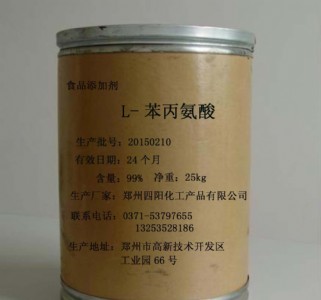 食品添加剂
L-苯丙氨酸
生产批号：20150210
有效日期：24个月
含量：99% 净重：25kg
生产厂家：郑州四阳化工产品有限公司
联系电话：0371-53797655
13253528186
生产地址：郑州市高新技术开发区
工业园66号